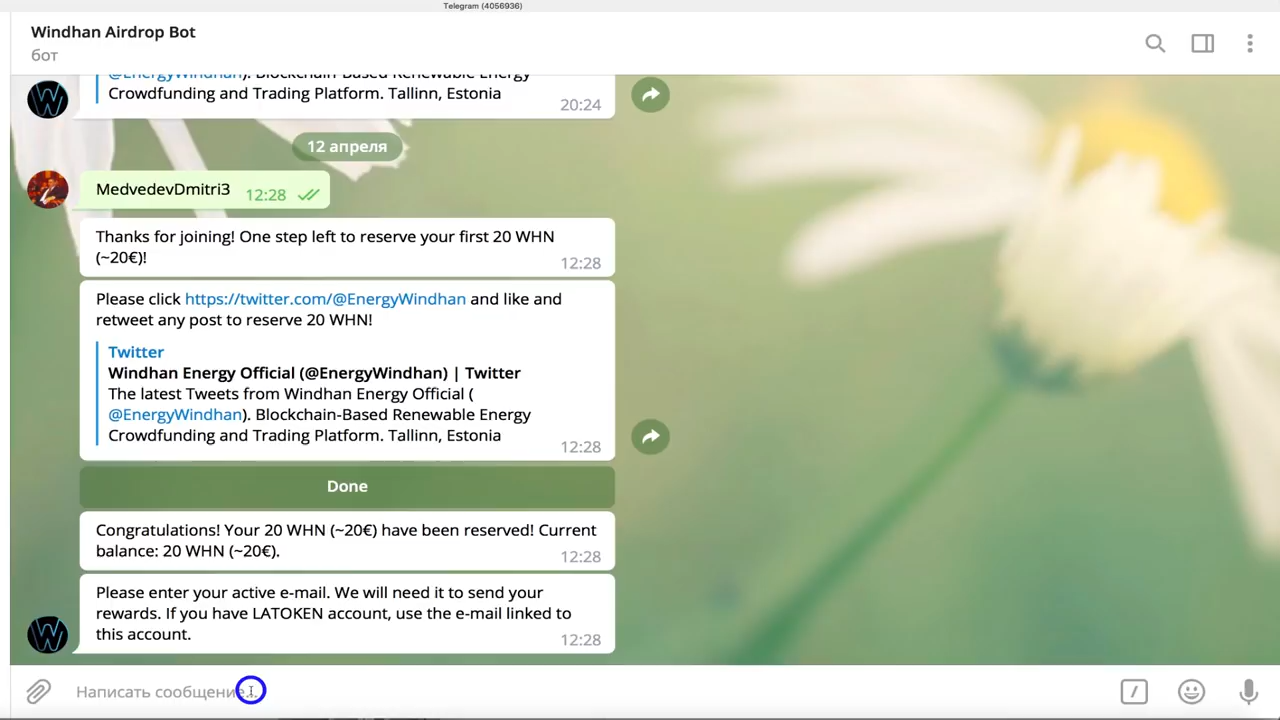 Telegram (4056936)
Windhan Airdrop Bot
бот
@EnergyWindhan). Blockchain-Based Renewable Energy
Crowdfunding and Trading Platform. Tallinn, Estonia
20:24
12 апреля
MedvedevDmitri3 12:28
Thanks for joining! One step left to reserve your first 20 WHN
(~20€)!
12:28
Please click https://twitter.com/@EnergyWindhan and like and
retweet any post to reserve 20 WHN!
Twitter
Windhan Energy Official (@EnergyWindhan) | Twitter
The latest Tweets from Windhan Energy Official (
@EnergyWindhan). Blockchain-Based Renewable Energy
Crowdfunding and Trading Platform. Tallinn, Estonia
12:28
Done
Congratulations! Your 20 WHN (~20€) have been reserved! Current
balance: 20 WHN (~20€).
12:28
Please enter your active e-mail. We will need it to send your
rewards. If you have LATOKEN account, use the e-mail linked to
this account.
12:28
Написать сообщение...